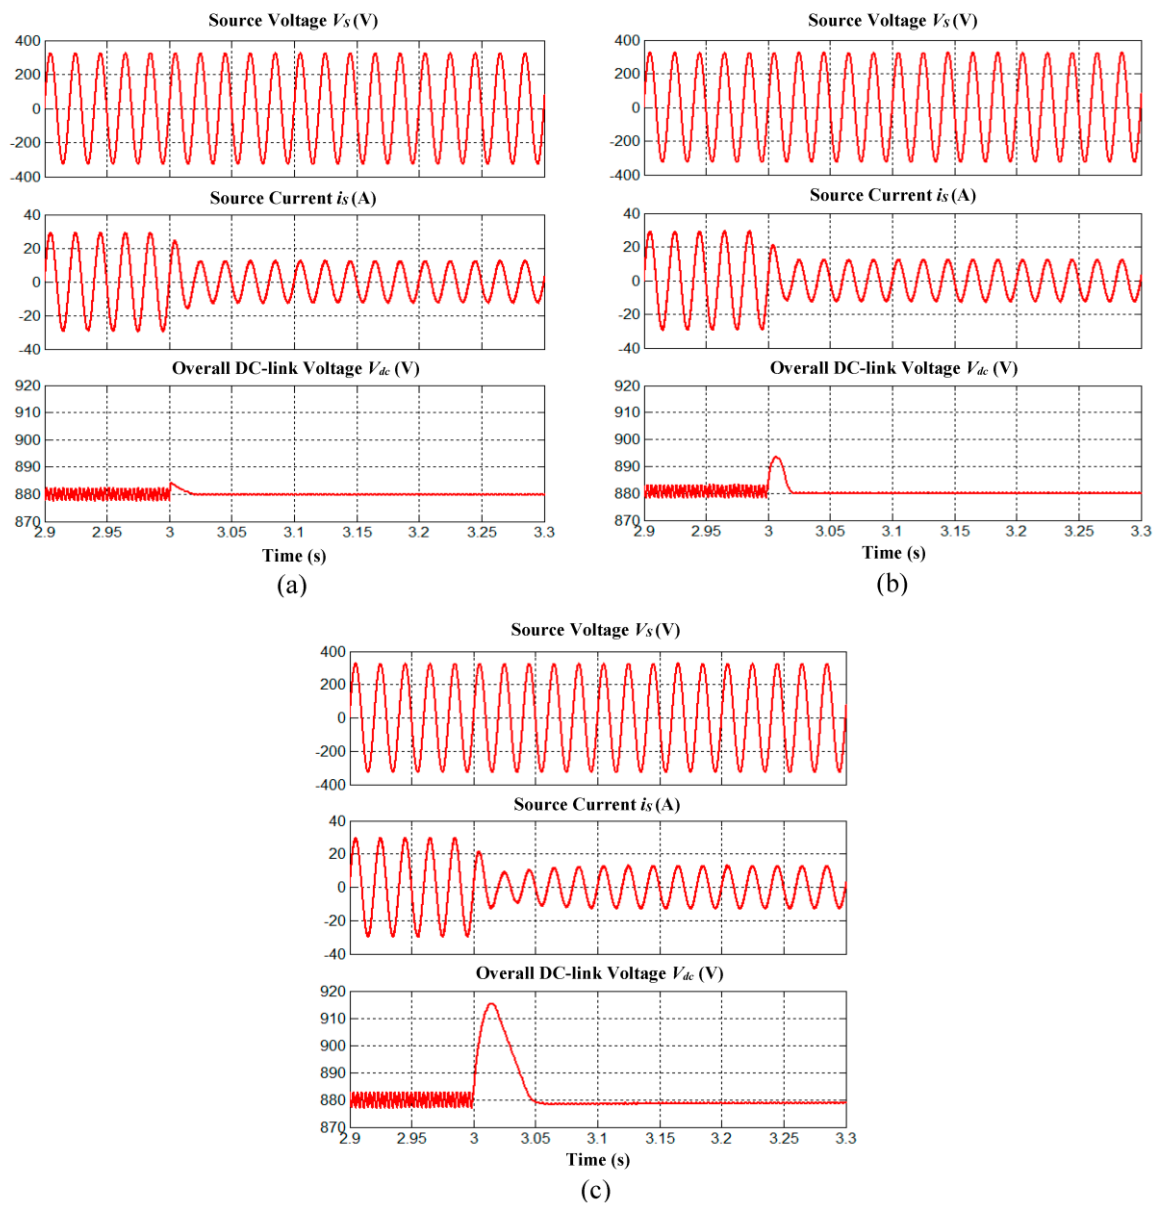 Source Voltage VS (V)
400
200
0
-200
-400
Source Current iS (A)
40
20
0
-20
-40
Overall DC-link Voltage Vdc (V)
920
910
900
890
880
870
2.9 2.95 3 3.05 3.1 3.15 3.2 3.25 3.3
Time (s)
(a)
Source Voltage VS (V)
400
200
0
-200
-400
Source Current iS (A)
40
20
0
-20
-40
Overall DC-link Voltage Vdc (V)
920
910
900
890
880
870
2.9 2.95 3 3.05 3.1 3.15 3.2 3.25 3.3
Time (s)
(b)
Source Voltage VS (V)
400
200
0
-200
-400
Source Current iS (A)
40
20
0
-20
-40
Overall DC-link Voltage Vdc (V)
920
910
900
890
880
870
2.9 2.95 3 3.05 3.1 3.15 3.2 3.25 3.3
Time (s)
(c)